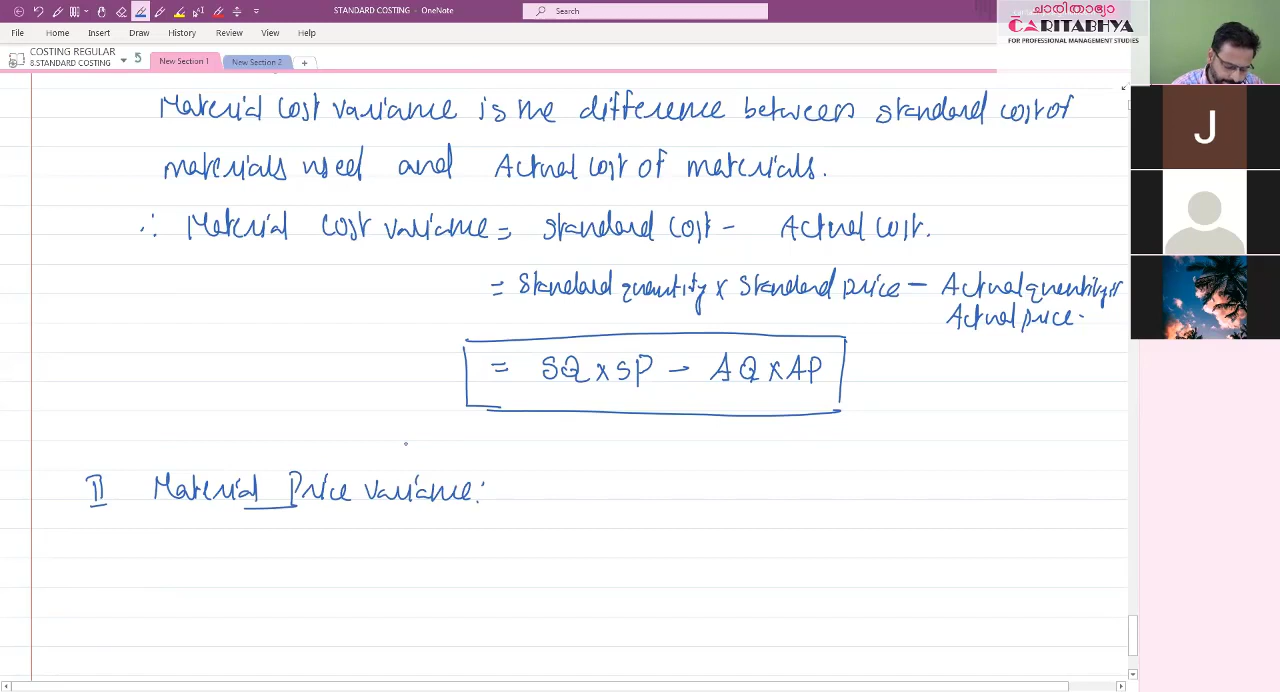 STANDARD COSTING - OneNote
Search
ചാരിതാഭ്യാ
CARITABHYA
FOR PROFESSIONAL MANAGEMENT STUDIES
File Home Insert Draw History Review View Help
COSTING REGULAR
8.STANDARD COSTING
New Section 1 New Section 2 +
Material Cost variance is the difference between standard cost of
materials used and Actual cost of materials.
∴ Material cost variance = standard cost - Actual cost.
= standard quantity x standard price - Actual quantity x
Actual price.
= SQ x SP - AQ x AP
II Material Price variance:
J